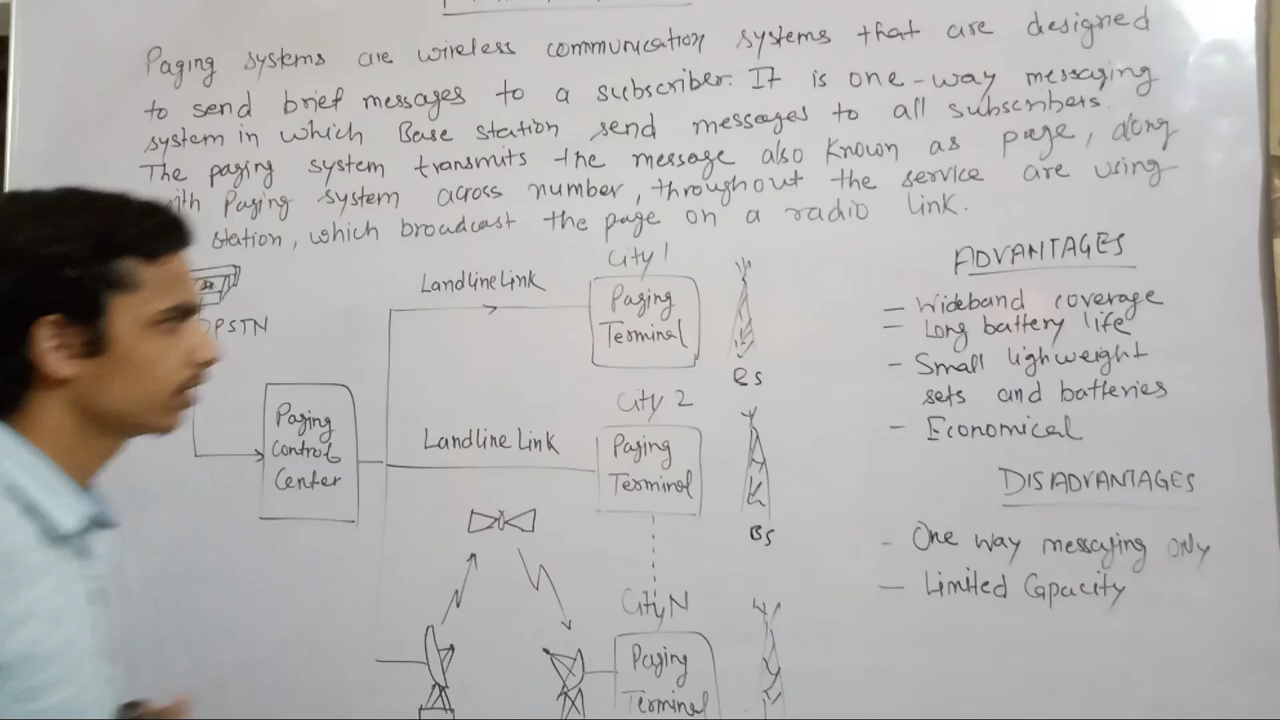 Paging systems are wireless communication systems that are designed
to send brief messages to a subscriber. It is one-way messaging
system in which Base station send messages to all subscribers.
The paging system transmits the message also known as page, along
with Paging system across number, throughout the service are using
station, which broadcast the page on a radio link.
PSTN
Paging
Control
Center
Landline Link
City 1
Paging
Terminal
BS
Landline Link
City 2
Paging
Terminal
BS
City N
Paging
Terminal
ADVANTAGES
= Wideband coverage
- Long battery life
- Small lighweight
sets and batteries
- Economical
DISADVANTAGES
- One way messaging only
- Limited Capacity